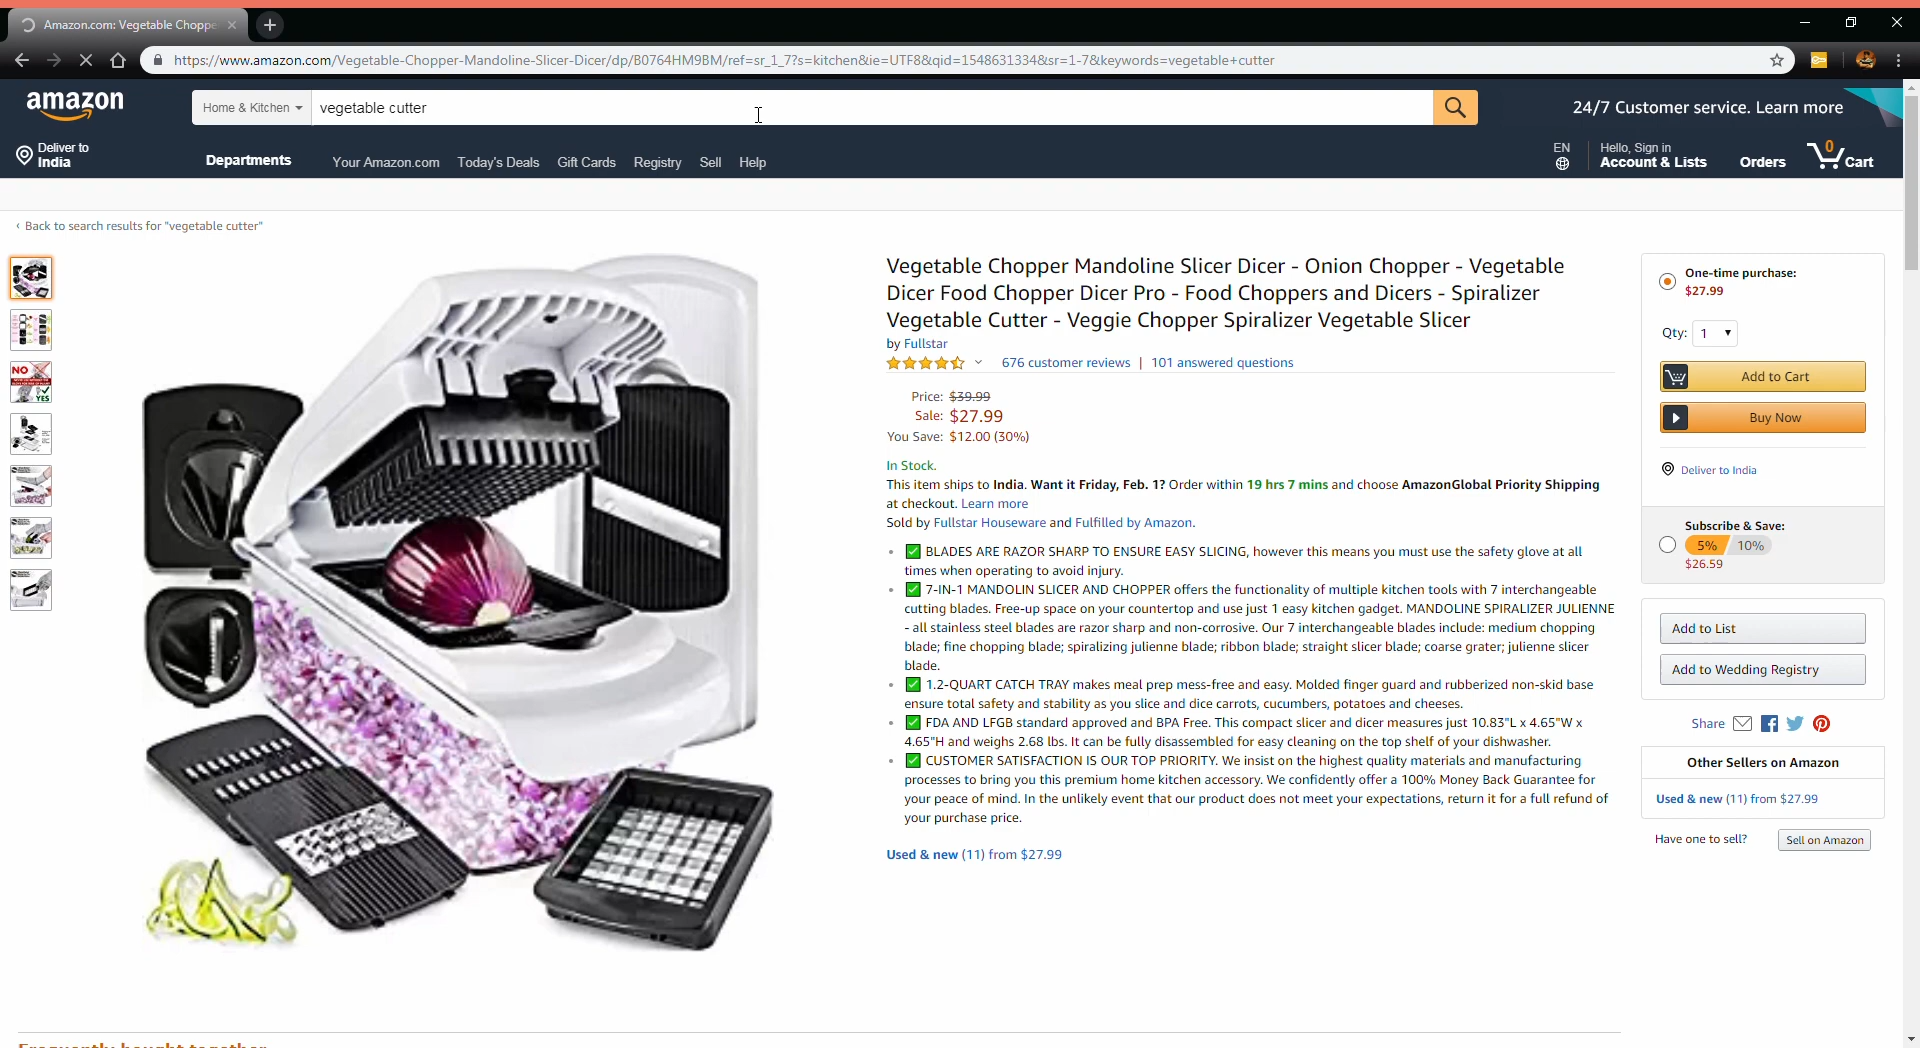 Amazon.com: Vegetable Choppe
https://www.amazon.com/Vegetable-Chopper-Mandoline-Slicer-Dicer/dp/B0764HM9BM/ref=sr_1_7?s=kitchen&ie=UTF8&qid=1548631334&sr=1-7&keywords=vegetable+cutter
amazon
Home & Kitchen
vegetable cutter
24/7 Customer service. Learn more
Deliver to
India
Departments
Your Amazon.com Today's Deals Gift Cards Registry Sell Help
EN
Hello, Sign in
Account & Lists
Orders
0
Cart
‹ Back to search results for "vegetable cutter"
NO
YES
Vegetable Chopper Mandoline Slicer Dicer - Onion Chopper - Vegetable
Dicer Food Chopper Dicer Pro - Food Choppers and Dicers - Spiralizer
Vegetable Cutter - Veggie Chopper Spiralizer Vegetable Slicer
by Fullstar
676 customer reviews | 101 answered questions
Price: $39.99
Sale: $27.99
You Save: $12.00 (30%)
In Stock.
This item ships to India. Want it Friday, Feb. 1? Order within 19 hrs 7 mins and choose AmazonGlobal Priority Shipping
at checkout. Learn more
Sold by Fullstar Houseware and Fulfilled by Amazon.
• ✅ BLADES ARE RAZOR SHARP TO ENSURE EASY SLICING, however this means you must use the safety glove at all
times when operating to avoid injury.
• ✅ 7-IN-1 MANDOLIN SLICER AND CHOPPER offers the functionality of multiple kitchen tools with 7 interchangeable
cutting blades. Free-up space on your countertop and use just 1 easy kitchen gadget. MANDOLINE SPIRALIZER JULIENNE
- all stainless steel blades are razor sharp and non-corrosive. Our 7 interchangeable blades include: medium chopping
blade; fine chopping blade; spiralizing julienne blade; ribbon blade; straight slicer blade; coarse grater; julienne slicer
blade.
• ✅ 1.2-QUART CATCH TRAY makes meal prep mess-free and easy. Molded finger guard and rubberized non-skid base
ensure total safety and stability as you slice and dice carrots, cucumbers, potatoes and cheeses.
• ✅ FDA AND LFGB standard approved and BPA Free. This compact slicer and dicer measures just 10.83"L x 4.65"W x
4.65"H and weighs 2.68 lbs. It can be fully disassembled for easy cleaning on the top shelf of your dishwasher.
• ✅ CUSTOMER SATISFACTION IS OUR TOP PRIORITY. We insist on the highest quality materials and manufacturing
processes to bring you this premium home kitchen accessory. We confidently offer a 100% Money Back Guarantee for
your peace of mind. In the unlikely event that our product does not meet your expectations, return it for a full refund of
your purchase price.
Used & new (11) from $27.99
One-time purchase:
$27.99
Qty: 1
Add to Cart
Buy Now
Deliver to India
Subscribe & Save:
5% 10%
$26.59
Add to List
Add to Wedding Registry
Share
Other Sellers on Amazon
Used & new (11) from $27.99
Have one to sell? Sell on Amazon
Frequently bought together